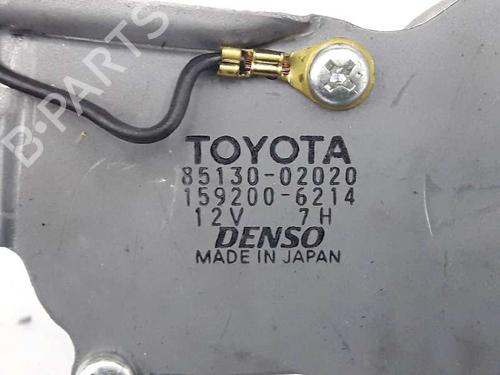 B-PARTS
TOYOTA
85130-02020
159200-6214
12V 7H
DENSO
MADE IN JAPAN